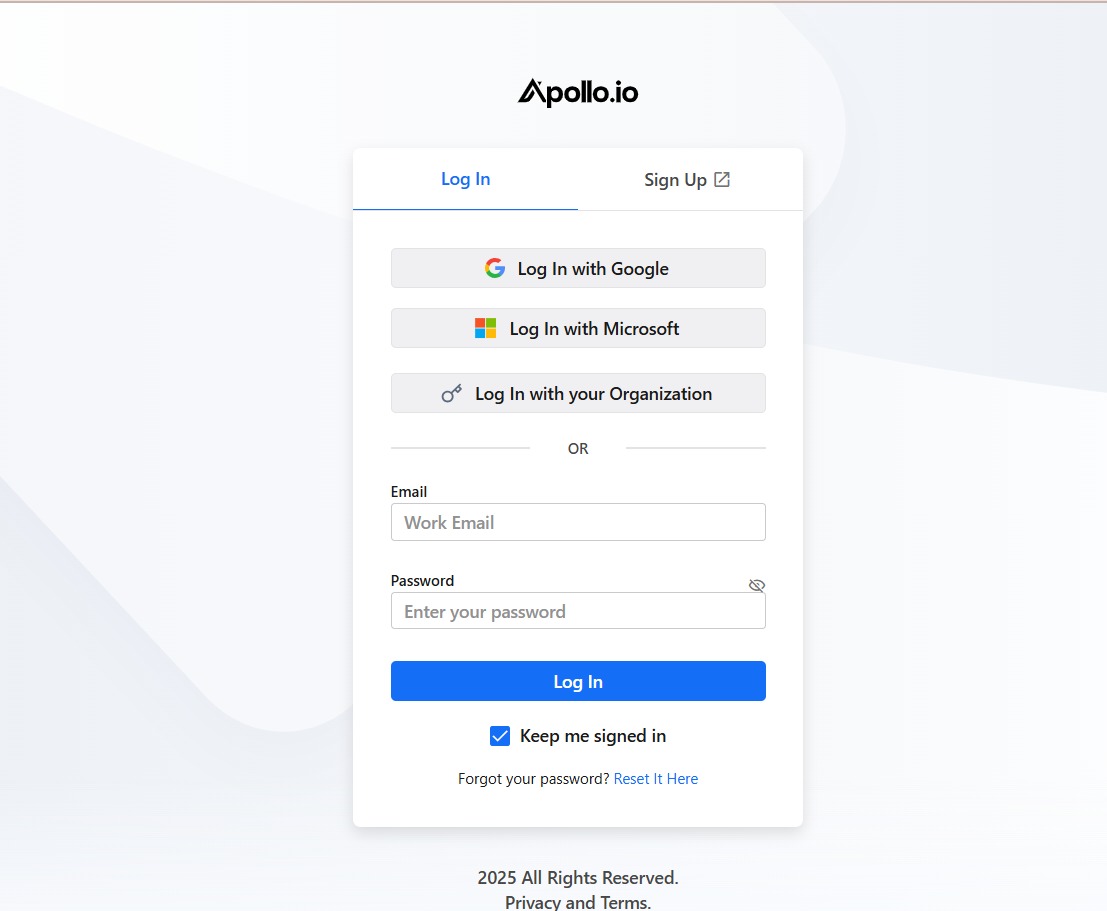 Apollo.io
Log In
Sign Up
Log In with Google
Log In with Microsoft
Log In with your Organization
OR
Email
Work Email
Password
Enter your password
Log In
Keep me signed in
Forgot your password? Reset It Here
2025 All Rights Reserved.
Privacy and Terms.